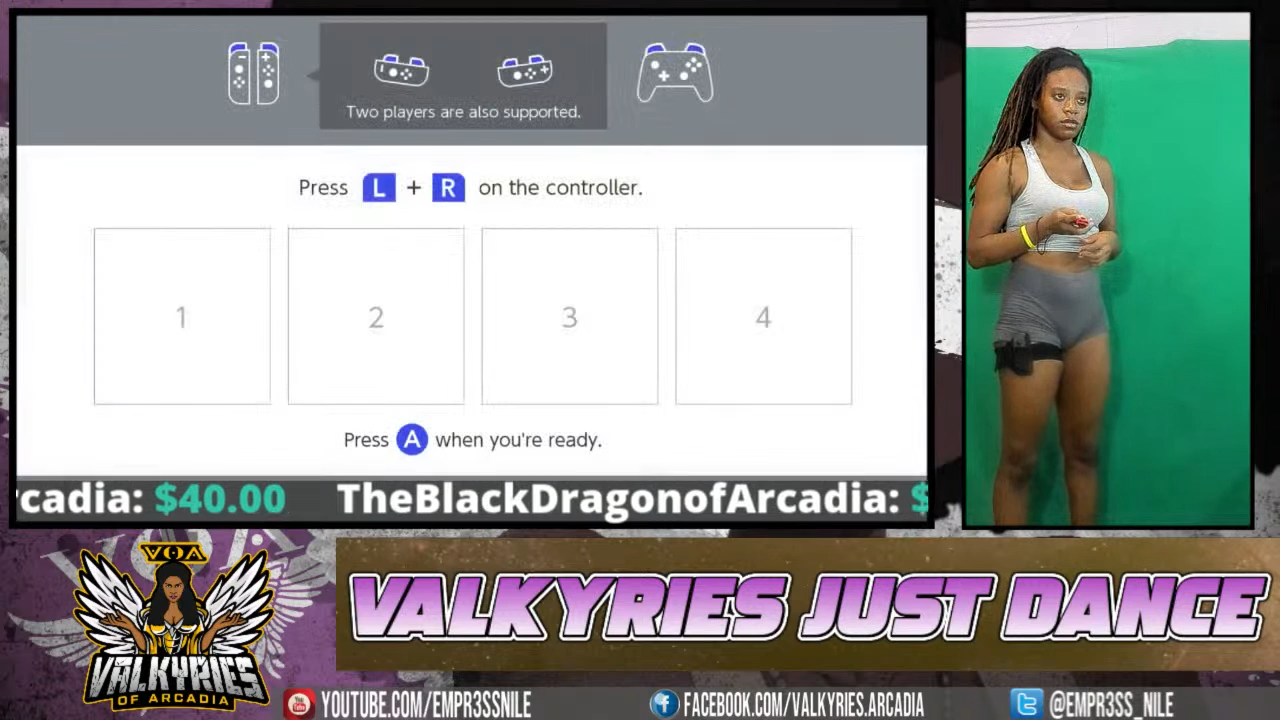 Two players are also supported.
Press L + R on the controller.
1 2 3 4
Press A when you're ready.
rcadia: $40.00 TheBlackDragonofArcadia: $
VOA
VALKYRIES
OF ARCADIA
VALKYRIES JUST DANCE
YOUTUBE.COM/EMPR3SSNILE FACEBOOK.COM/VALKYRIES.ARCADIA @EMPR3SS_NILE